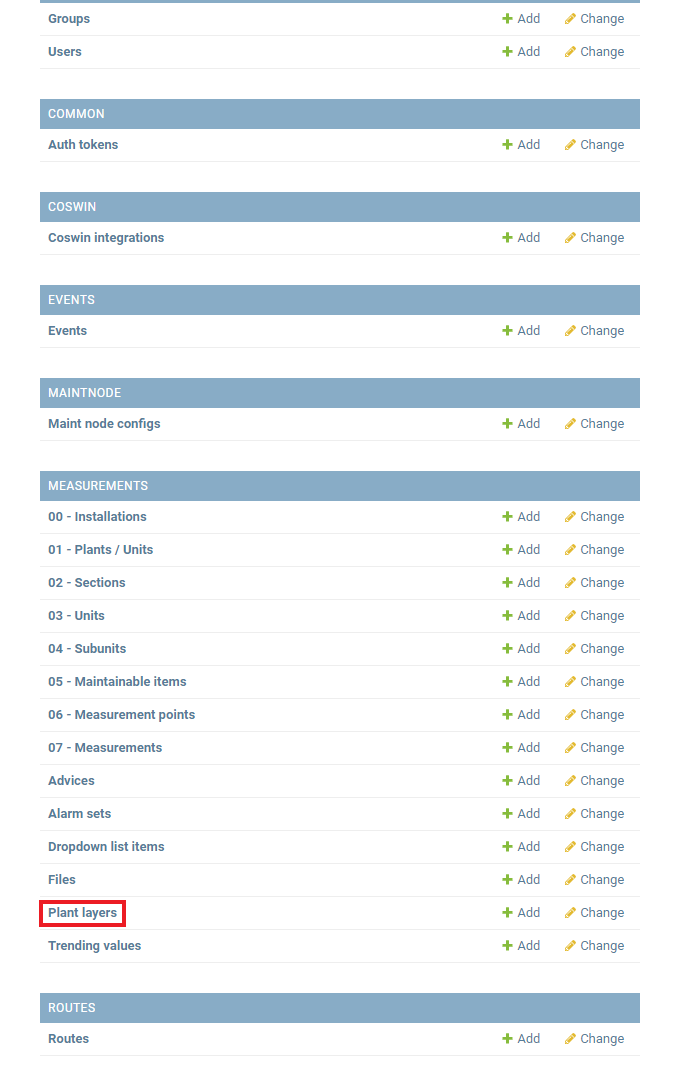 Groups Add Change
Users Add Change
COMMON
Auth tokens Add Change
COSWIN
Coswin integrations Add Change
EVENTS
Events Add Change
MAINTNODE
Maint node configs Add Change
MEASUREMENTS
00 - Installations Add Change
01 - Plants / Units Add Change
02 - Sections Add Change
03 - Units Add Change
04 - Subunits Add Change
05 - Maintainable items Add Change
06 - Measurement points Add Change
07 - Measurements Add Change
Advices Add Change
Alarm sets Add Change
Dropdown list items Add Change
Files Add Change
Plant layers Add Change
Trending values Add Change
ROUTES
Routes Add Change